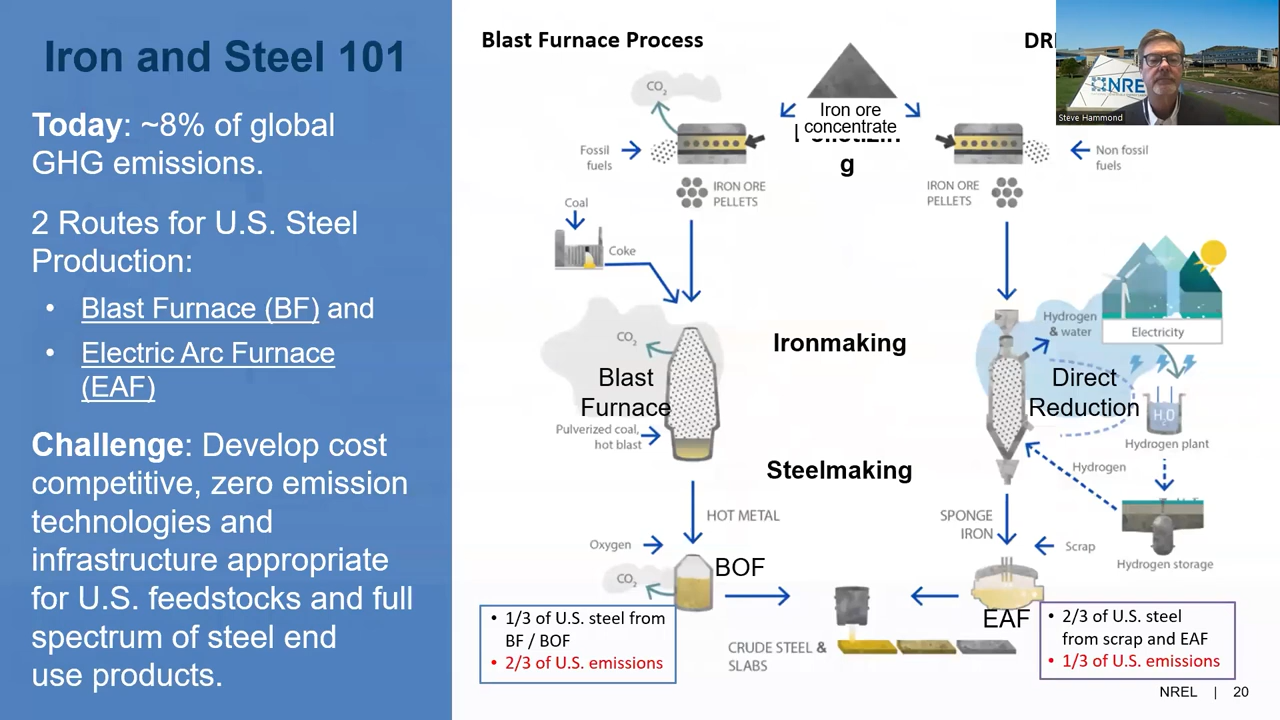 Iron and Steel 101
Today: ~8% of global
GHG emissions.
2 Routes for U.S. Steel
Production:
• Blast Furnace (BF) and
• Electric Arc Furnace
(EAF)
Challenge: Develop cost
competitive, zero emission
technologies and
infrastructure appropriate
for U.S. feedstocks and full
spectrum of steel end
use products.
Blast Furnace Process
CO2
Fossil
fuels
IRON ORE
PELLETS
Coal
Coke
CO2
Blast
Furnace
Pulverized coal,
hot blast
HOT METAL
Oxygen
CO2
BOF
• 1/3 of U.S. steel from
BF / BOF
• 2/3 of U.S. emissions
Iron ore
concentrate
g
Ironmaking
Steelmaking
CRUDE STEEL &
SLABS
NREL
Steve Hammond
Non fossil
fuels
IRON ORE
PELLETS
Hydrogen
& water
Electricity
Direct
Reduction
H2O
Hydrogen plant
Hydrogen
SPONGE
IRON
Scrap
Hydrogen storage
EAF
• 2/3 of U.S. steel
from scrap and EAF
• 1/3 of U.S. emissions
NREL | 20